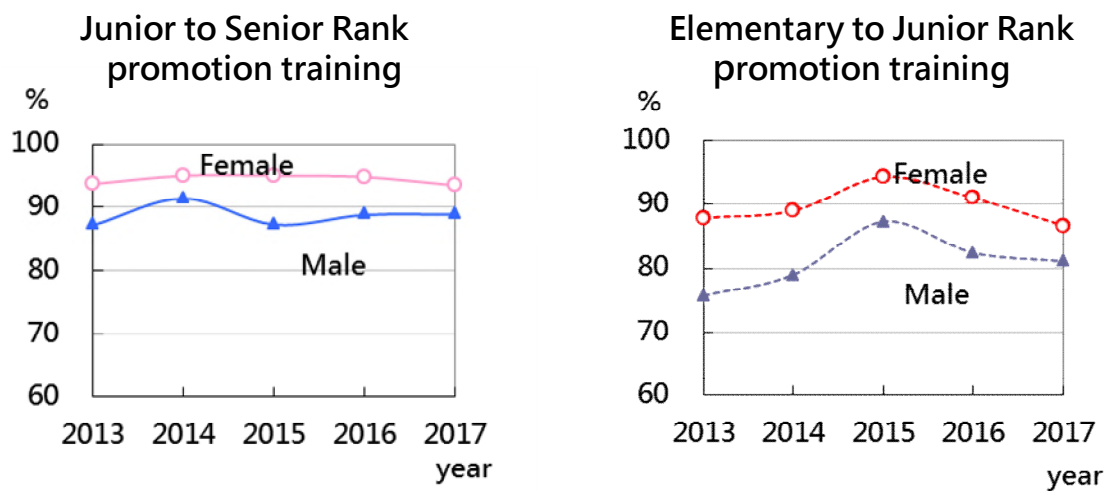 Junior to Senior Rank
promotion training
%
100
90
80
70
60
Female
Male
2013 2014 2015 2016 2017
year
Elementary to Junior Rank
promotion training
%
100
90
80
70
60
Female
Male
2013 2014 2015 2016 2017
year